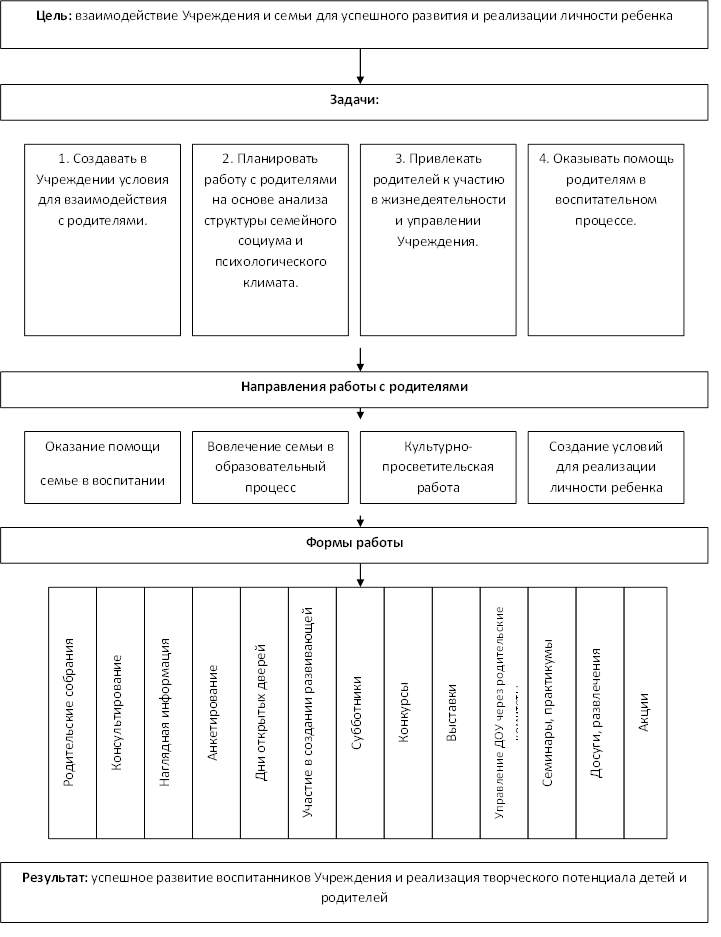 Цель: взаимодействие Учреждения и семьи для успешного развития и реализации личности ребенка
Задачи:
1. Создавать в
Учреждении условия
для взаимодействия
с родителями.
2. Планировать
работу с родителями
на основе анализа
структуры семейного
социума и
психологического
климата.
3. Привлекать
родителей к участию
в жизнедеятельности
и управлении
Учреждения.
4. Оказывать помощь
родителям в
воспитательном
процессе.
Направления работы с родителями
Оказание помощи
семье в воспитании
Вовлечение семьи в
образовательный
процесс
Культурно-
просветительская
работа
Создание условий
для реализации
личности ребенка
Формы работы
Родительские собрания
Консультирование
Наглядная информация
Анкетирование
Дни открытых дверей
Участие в создании развивающей
Субботники
Конкурсы
Выставки
Управление ДОУ через родительские
Семинары, практикумы
Досуги, развлечения
Акции
Результат: успешное развитие воспитанников Учреждения и реализация творческого потенциала детей и
родителей